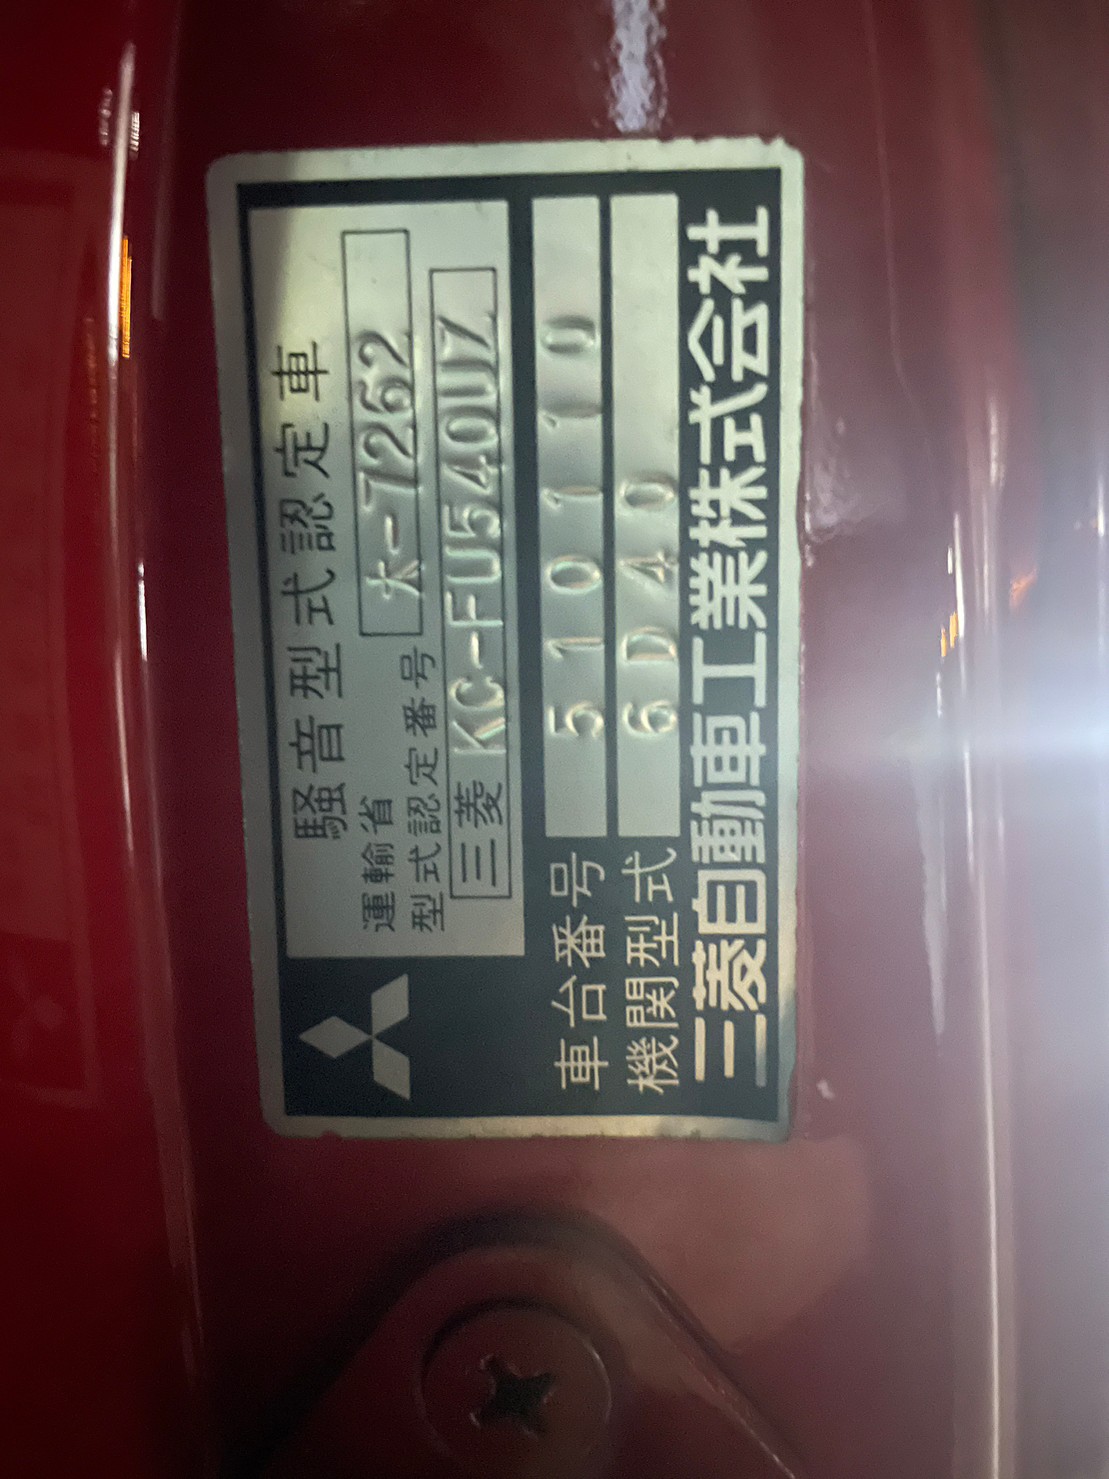 騒音型式認定車
運輸省
型式認定番号
大-7262
三菱 KC-FU540UZ
車台番号 510110
機関型式 6D40
三菱自動車工業株式会社